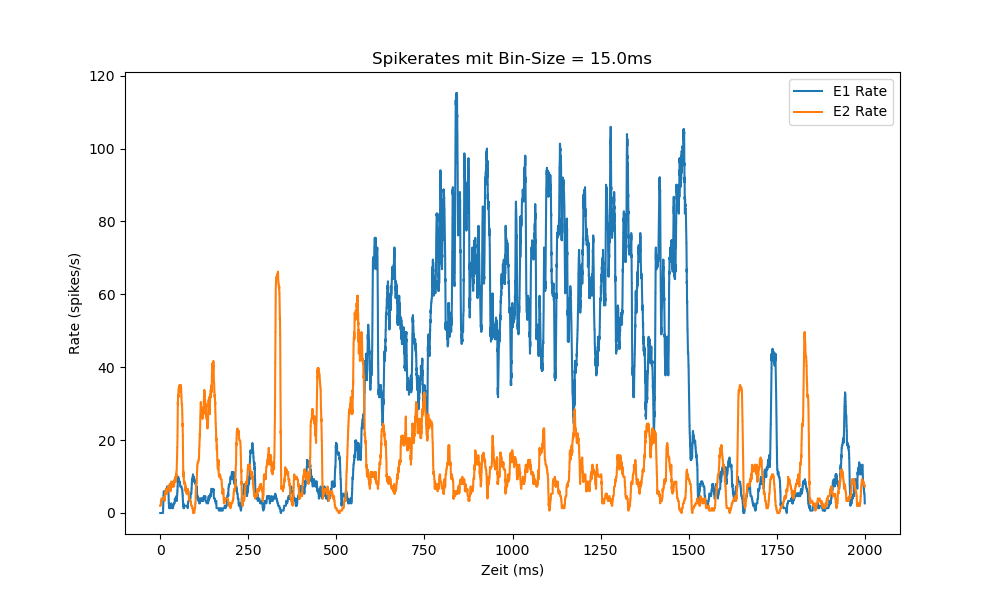 Spikerates mit Bin-Size = 15.0ms
E1 Rate
E2 Rate
120
100
80
60
40
20
0
Rate (spikes/s)
0 250 500 750 1000 1250 1500 1750 2000
Zeit (ms)